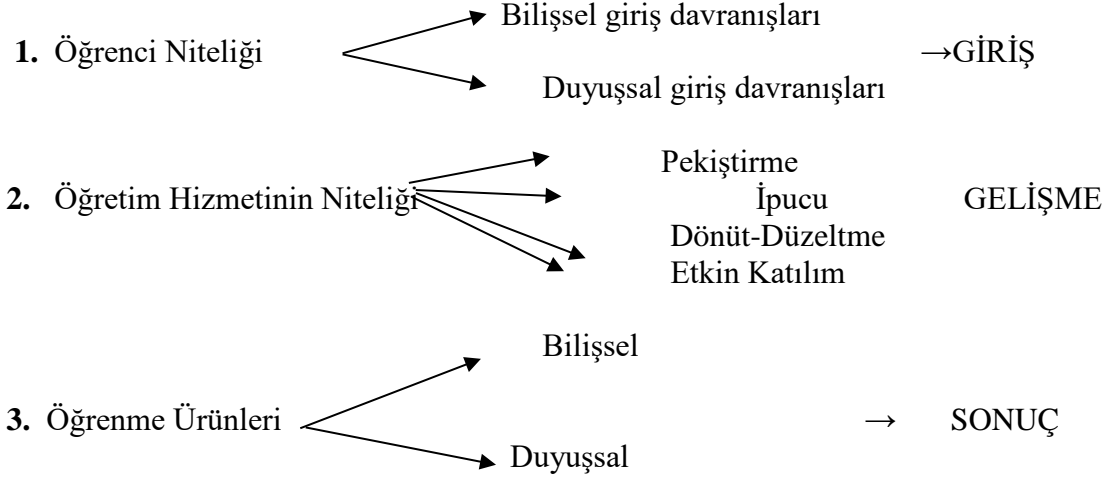 Bilişsel giriş davranışları
1. Öğrenci Niteliği →GİRİŞ
Duyuşsal giriş davranışları
Pekiştirme
2. Öğretim Hizmetinin Niteliği İpucu GELİŞME
Dönüt-Düzeltme
Etkin Katılım
Bilişsel
3. Öğrenme Ürünleri → SONUÇ
Duyuşsal